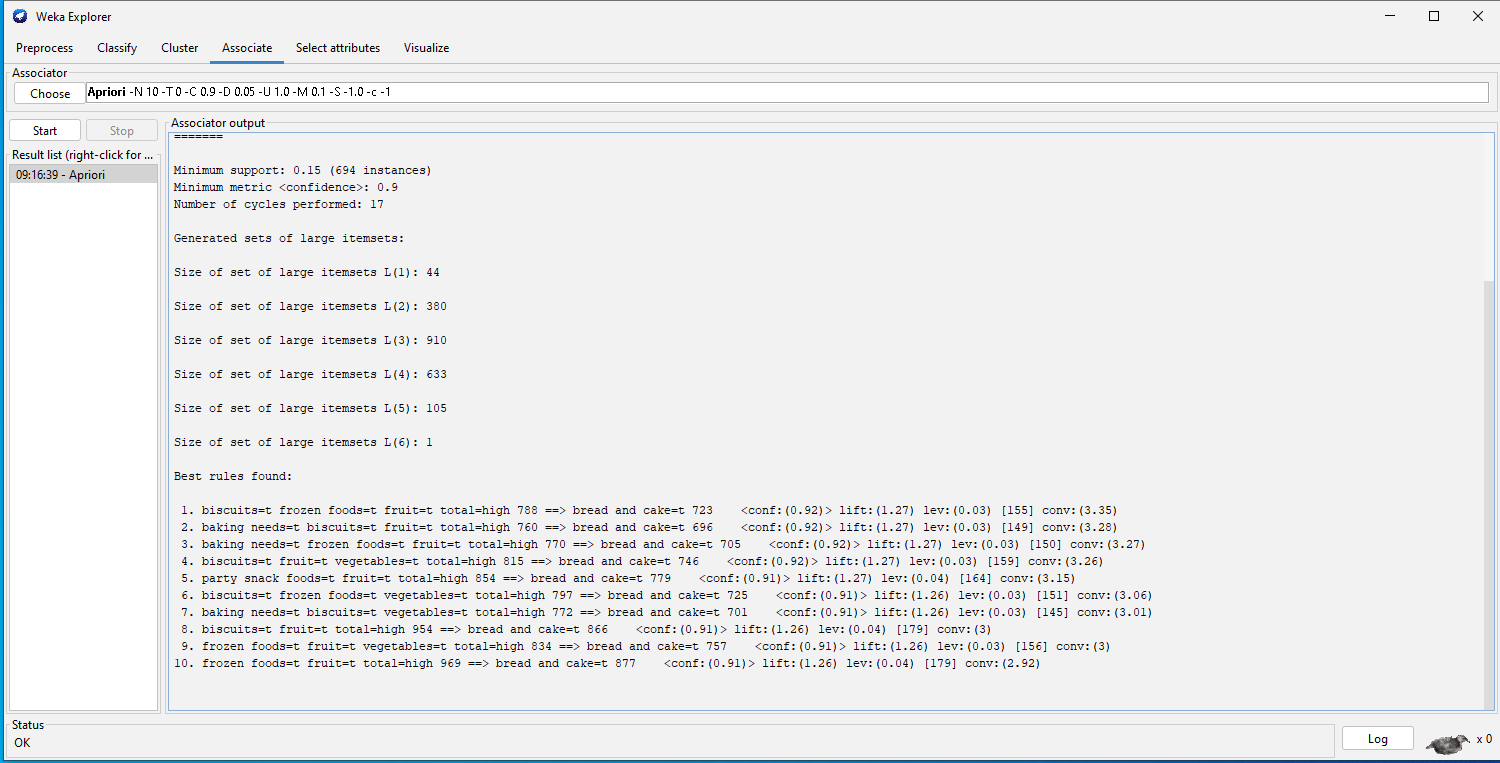 Weka Explorer
Preprocess Classify Cluster Associate Select attributes Visualize
Associator
Choose Apriori -N 10 -T 0 -C 0.9 -D 0.05 -U 1.0 -M 0.1 -S -1.0 -c -1
Start Stop
Result list (right-click for ...
09:16:39 - Apriori
Associator output
=======
Minimum support: 0.15 (694 instances)
Minimum metric <confidence>: 0.9
Number of cycles performed: 17
Generated sets of large itemsets:
Size of set of large itemsets L(1): 44
Size of set of large itemsets L(2): 380
Size of set of large itemsets L(3): 910
Size of set of large itemsets L(4): 633
Size of set of large itemsets L(5): 105
Size of set of large itemsets L(6): 1
Best rules found:
1. biscuits=t frozen foods=t fruit=t total=high 788 ==> bread and cake=t 723    <conf:(0.92)> lift:(1.27) lev:(0.03) [155] conv:(3.35)
2. baking needs=t biscuits=t fruit=t total=high 760 ==> bread and cake=t 696    <conf:(0.92)> lift:(1.27) lev:(0.03) [149] conv:(3.28)
3. baking needs=t frozen foods=t fruit=t total=high 770 ==> bread and cake=t 705    <conf:(0.92)> lift:(1.27) lev:(0.03) [150] conv:(3.27)
4. biscuits=t fruit=t vegetables=t total=high 815 ==> bread and cake=t 746    <conf:(0.92)> lift:(1.27) lev:(0.03) [159] conv:(3.26)
5. party snack foods=t fruit=t total=high 854 ==> bread and cake=t 779    <conf:(0.91)> lift:(1.27) lev:(0.04) [164] conv:(3.15)
6. biscuits=t frozen foods=t vegetables=t total=high 797 ==> bread and cake=t 725    <conf:(0.91)> lift:(1.26) lev:(0.03) [151] conv:(3.06)
7. baking needs=t biscuits=t vegetables=t total=high 772 ==> bread and cake=t 701    <conf:(0.91)> lift:(1.26) lev:(0.03) [145] conv:(3.01)
8. biscuits=t fruit=t total=high 954 ==> bread and cake=t 866    <conf:(0.91)> lift:(1.26) lev:(0.04) [179] conv:(3)
9. frozen foods=t fruit=t vegetables=t total=high 834 ==> bread and cake=t 757    <conf:(0.91)> lift:(1.26) lev:(0.03) [156] conv:(3)
10. frozen foods=t fruit=t total=high 969 ==> bread and cake=t 877    <conf:(0.91)> lift:(1.26) lev:(0.04) [179] conv:(2.92)
Status
OK
Log
x 0